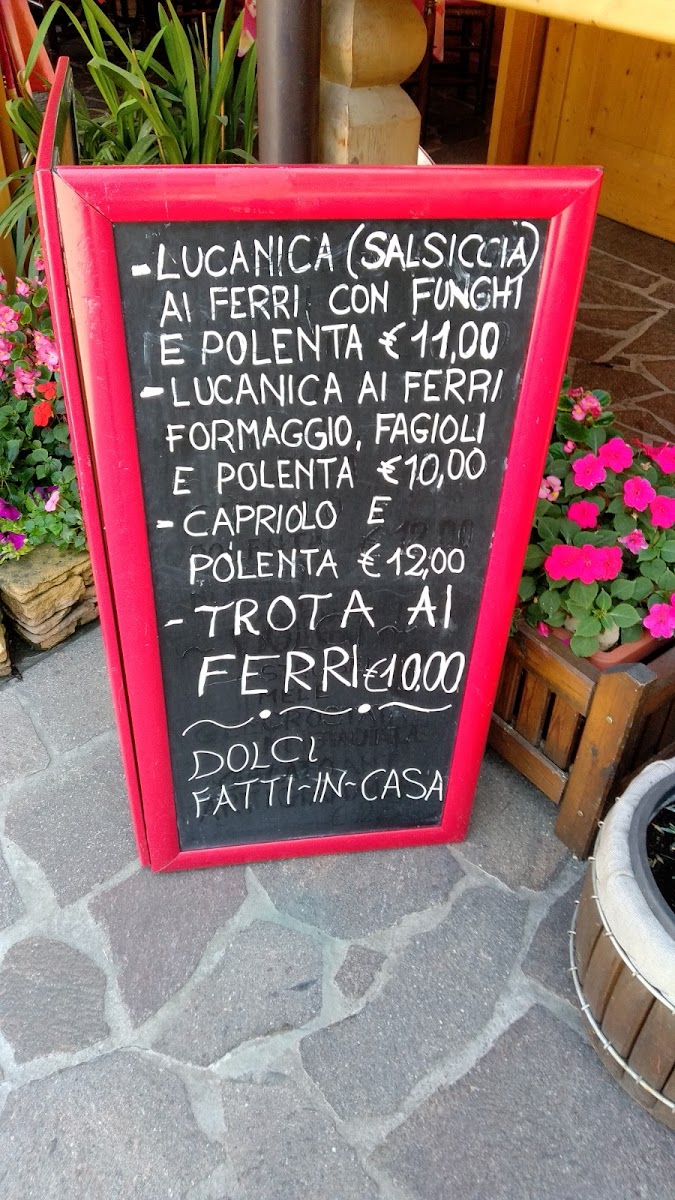 - LUCANICA (SALSICCIA)
AI FERRI CON FUNGHI
E POLENTA € 11,00
- LUCANICA AI FERRI
FORMAGGIO, FAGIOLI
E POLENTA €10,00
- CAPRIOLO E
POLENTA €12,00
- TROTA AI
FERRI €10.00
DOLCI
FATTI-IN-CASA